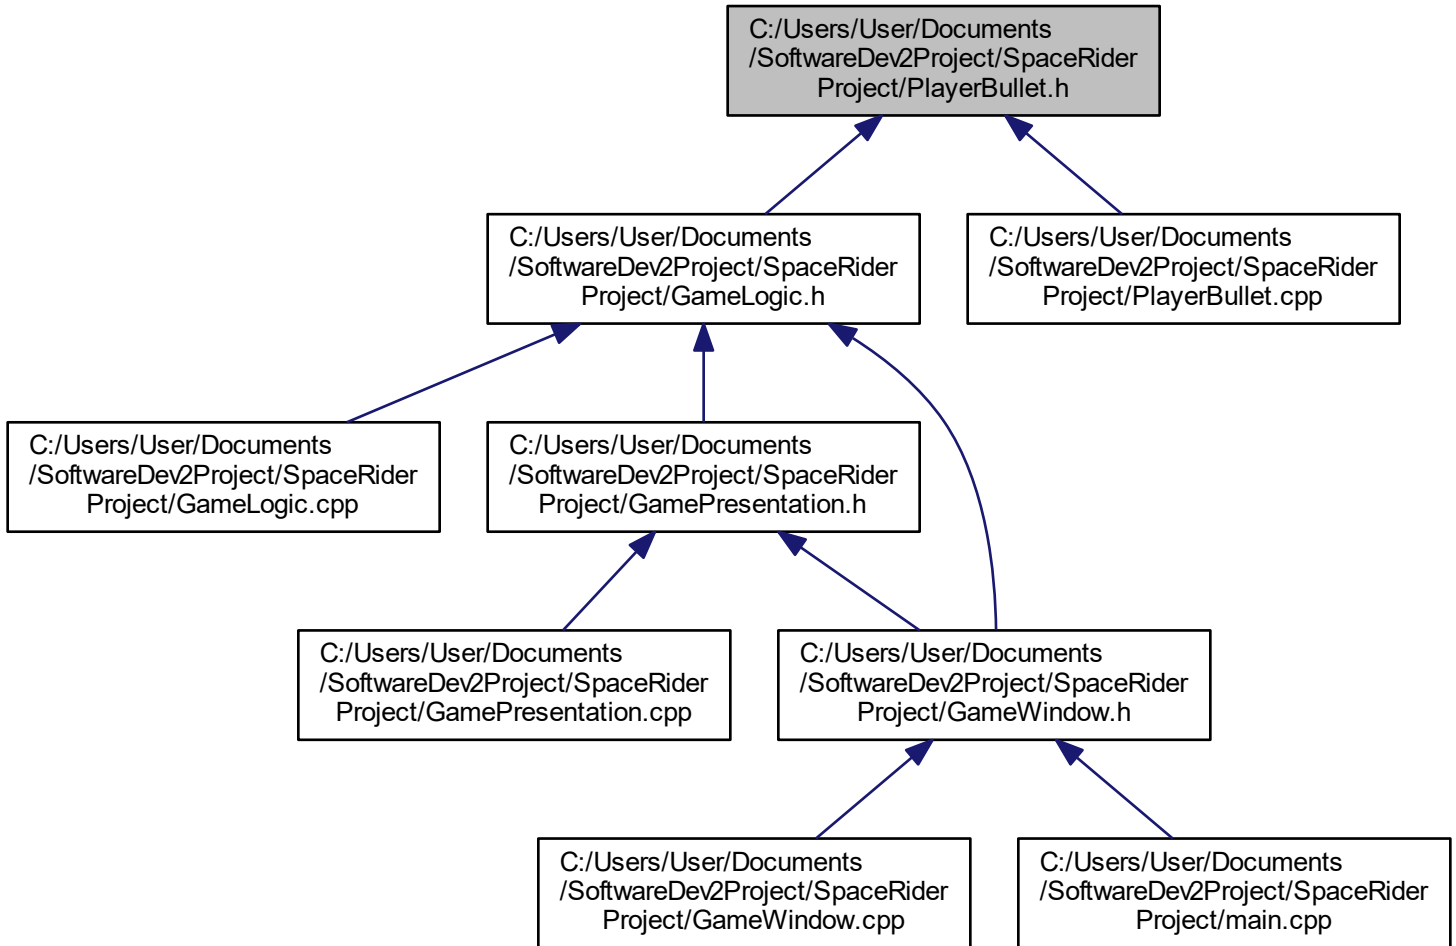 C:/Users/User/Documents
/SoftwareDev2Project/SpaceRider
Project/PlayerBullet.h
C:/Users/User/Documents
/SoftwareDev2Project/SpaceRider
Project/GameLogic.h
C:/Users/User/Documents
/SoftwareDev2Project/SpaceRider
Project/PlayerBullet.cpp
C:/Users/User/Documents
/SoftwareDev2Project/SpaceRider
Project/GameLogic.cpp
C:/Users/User/Documents
/SoftwareDev2Project/SpaceRider
Project/GamePresentation.h
C:/Users/User/Documents
/SoftwareDev2Project/SpaceRider
Project/GamePresentation.cpp
C:/Users/User/Documents
/SoftwareDev2Project/SpaceRider
Project/GameWindow.h
C:/Users/User/Documents
/SoftwareDev2Project/SpaceRider
Project/GameWindow.cpp
C:/Users/User/Documents
/SoftwareDev2Project/SpaceRider
Project/main.cpp